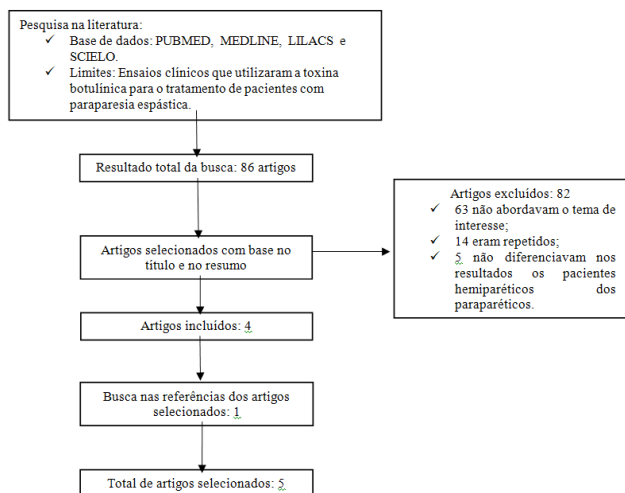 Pesquisa na literatura:
✓ Base de dados: PUBMED, MEDLINE, LILACS e
SCIELO.
✓ Limites: Ensaios clínicos que utilizaram a toxina
botulínica para o tratamento de pacientes com
paraparesia espástica.
Resultado total da busca: 86 artigos
Artigos selecionados com base no
título e no resumo
Artigos excluídos: 82
✓ 63 não abordavam o tema de
interesse;
✓ 14 eram repetidos;
✓ 5 não diferenciavam nos
resultados os pacientes
hemiparéticos dos
paraparéticos.
Artigos incluídos: 4
Busca nas referências dos artigos
selecionados: 1
Total de artigos selecionados: 5